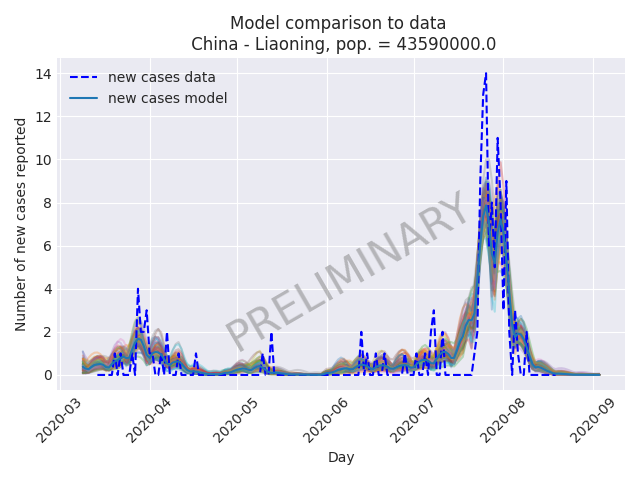 Model comparison to data
China - Liaoning, pop. = 43590000.0
new cases data
new cases model
PRELIMINARY
Number of new cases reported
14
12
10
8
6
4
2
0
2020-03
2020-04
2020-05
2020-06
2020-07
2020-08
2020-09
Day